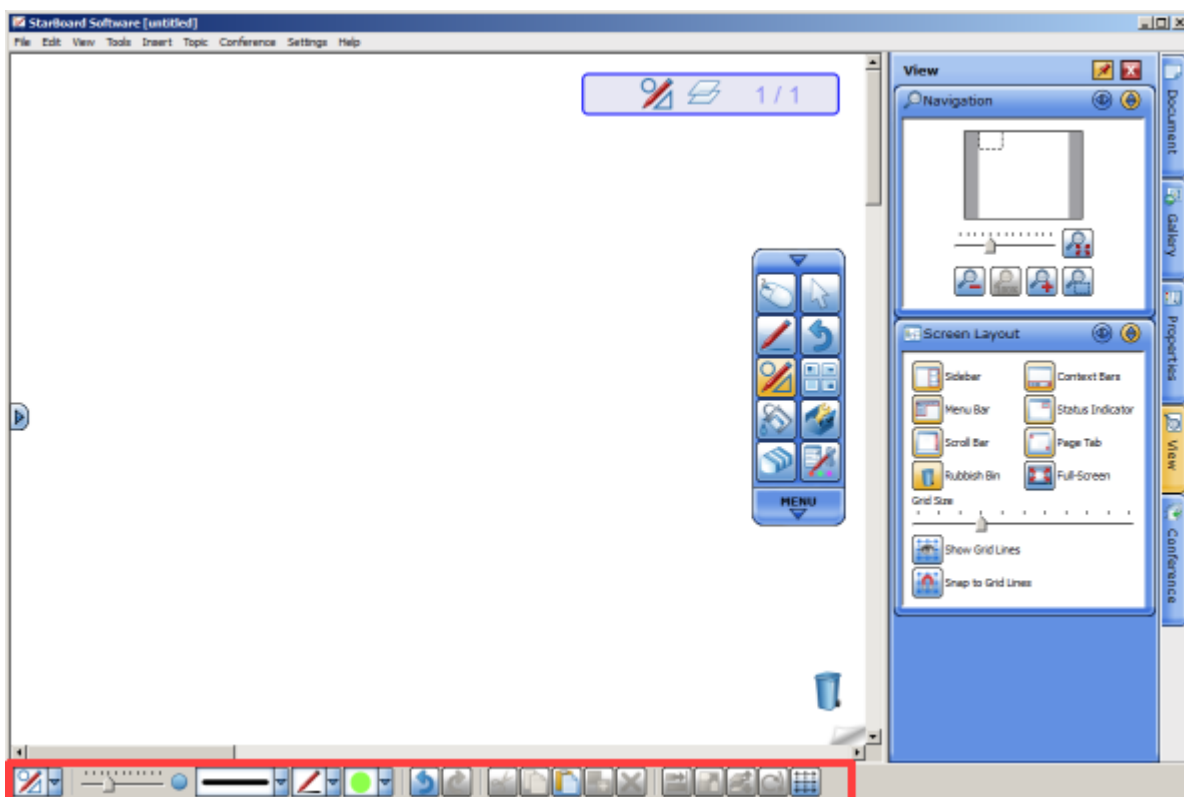 StarBoard Software [untitled]
File Edit View Tools Insert Topic Conference Settings Help
1 / 1
MENU
View
Navigation
Screen Layout
Sidebar Context Bars
Menu Bar Status Indicator
Scroll Bar Page Tab
Rubbish Bin Full-Screen
Grid Size
Show Grid Lines
Snap to Grid Lines
Document
Gallery
Properties
View
Conference